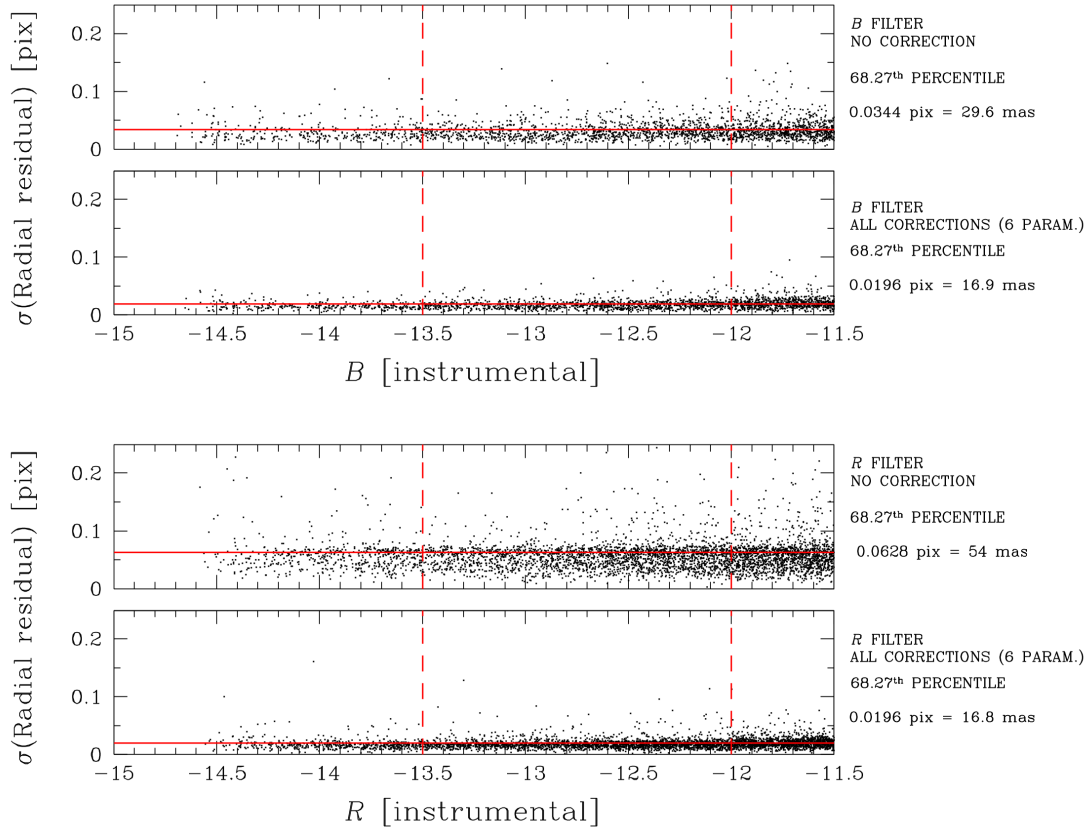 σ(Radial residual) [pix]
0.2
0.1
0
B FILTER
NO CORRECTION
68.27th PERCENTILE
0.0344 pix = 29.6 mas
0.2
0.1
0
B FILTER
ALL CORRECTIONS (6 PARAM.)
68.27th PERCENTILE
0.0196 pix = 16.9 mas
−15 −14.5 −14 −13.5 −13 −12.5 −12 −11.5
B [instrumental]
σ(Radial residual) [pix]
0.2
0.1
0
R FILTER
NO CORRECTION
68.27th PERCENTILE
0.0628 pix = 54 mas
0.2
0.1
0
R FILTER
ALL CORRECTIONS (6 PARAM.)
68.27th PERCENTILE
0.0196 pix = 16.8 mas
−15 −14.5 −14 −13.5 −13 −12.5 −12 −11.5
R [instrumental]